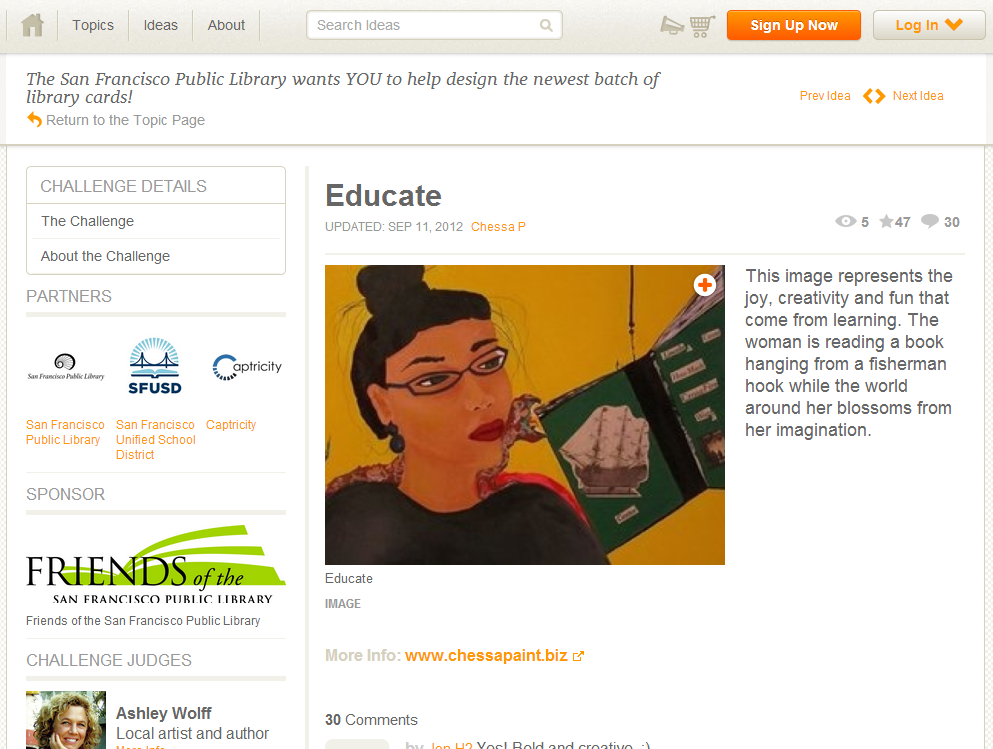 Topics
Ideas
About
Search Ideas
Sign Up Now
Log In
The San Francisco Public Library wants YOU to help design the newest batch of
library cards!
Return to the Topic Page
Prev Idea
Next Idea
CHALLENGE DETAILS
The Challenge
About the Challenge
PARTNERS
San Francisco Public Library
SFUSD
Captricity
San Francisco
Public Library
San Francisco
Unified School
District
Captricity
SPONSOR
FRIENDS of the
SAN FRANCISCO PUBLIC LIBRARY
Friends of the San Francisco Public Library
CHALLENGE JUDGES
Ashley Wolff
Local artist and author
More Info
Educate
UPDATED: SEP 11, 2012 Chessa P
5
47
30
This image represents the
joy, creativity and fun that
come from learning. The
woman is reading a book
hanging from a fisherman
hook while the world
around her blossoms from
her imagination.
Educate
IMAGE
More Info: www.chessapaint.biz
30 Comments
by Jen H2 Yes! Bold and creative. :)